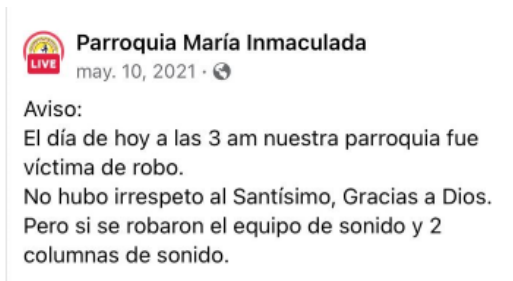 Parroquia María Inmaculada
LIVE
may. 10, 2021 ·
Aviso:
El día de hoy a las 3 am nuestra parroquia fue
víctima de robo.
No hubo irrespeto al Santísimo, Gracias a Dios.
Pero si se robaron el equipo de sonido y 2
columnas de sonido.